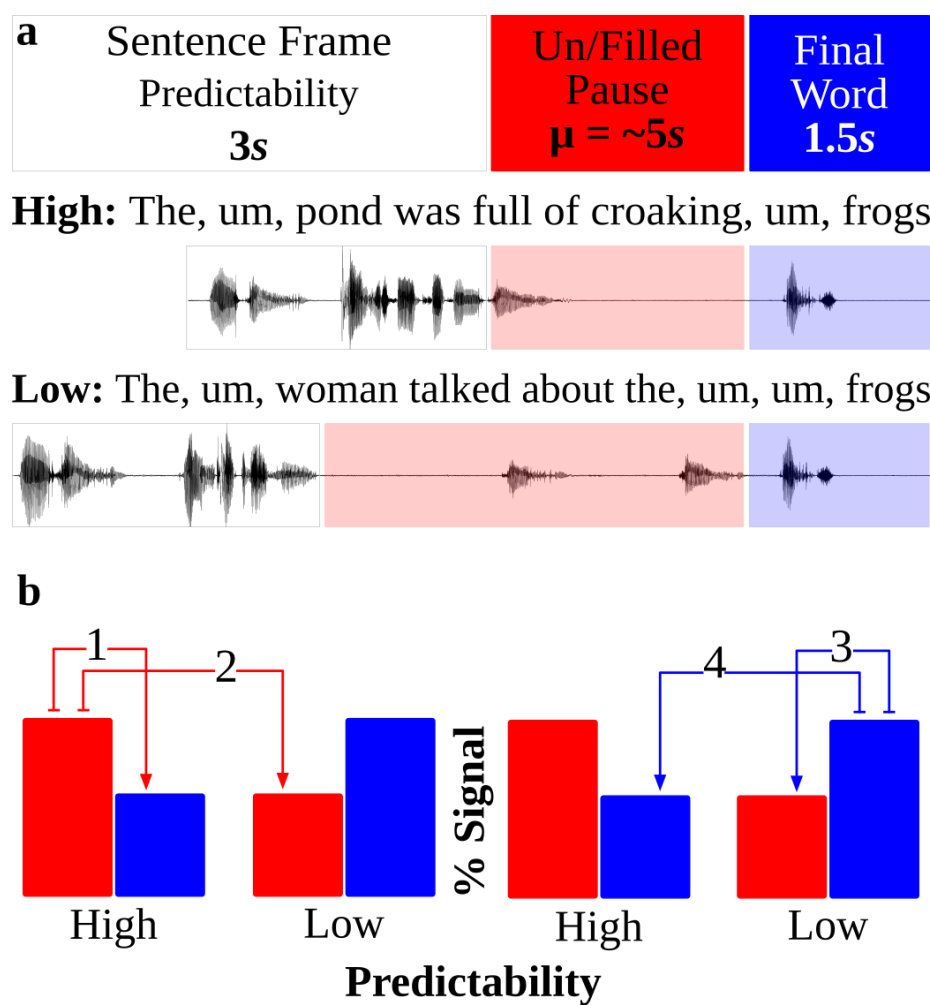 a
Sentence Frame
Predictability
3s
Un/Filled
Pause
μ = ~5s
Final
Word
1.5s
High: The, um, pond was full of croaking, um, frogs
Low: The, um, woman talked about the, um, um, frogs
b
1
2
4
3
% Signal
High
Low
High
Low
Predictability